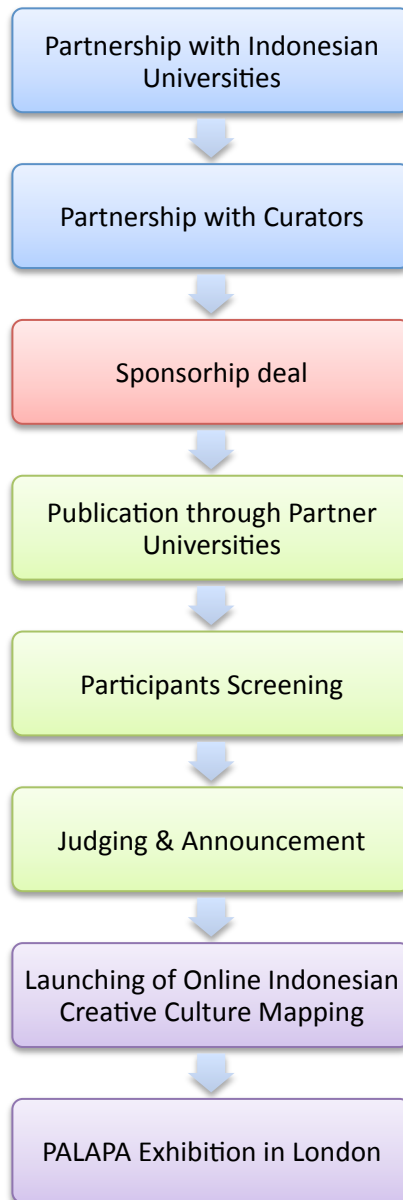 Partnership with Indonesian
Universities
Partnership with Curators
Sponsorhip deal
Publication through Partner
Universities
Participants Screening
Judging & Announcement
Launching of Online Indonesian
Creative Culture Mapping
PALAPA Exhibition in London